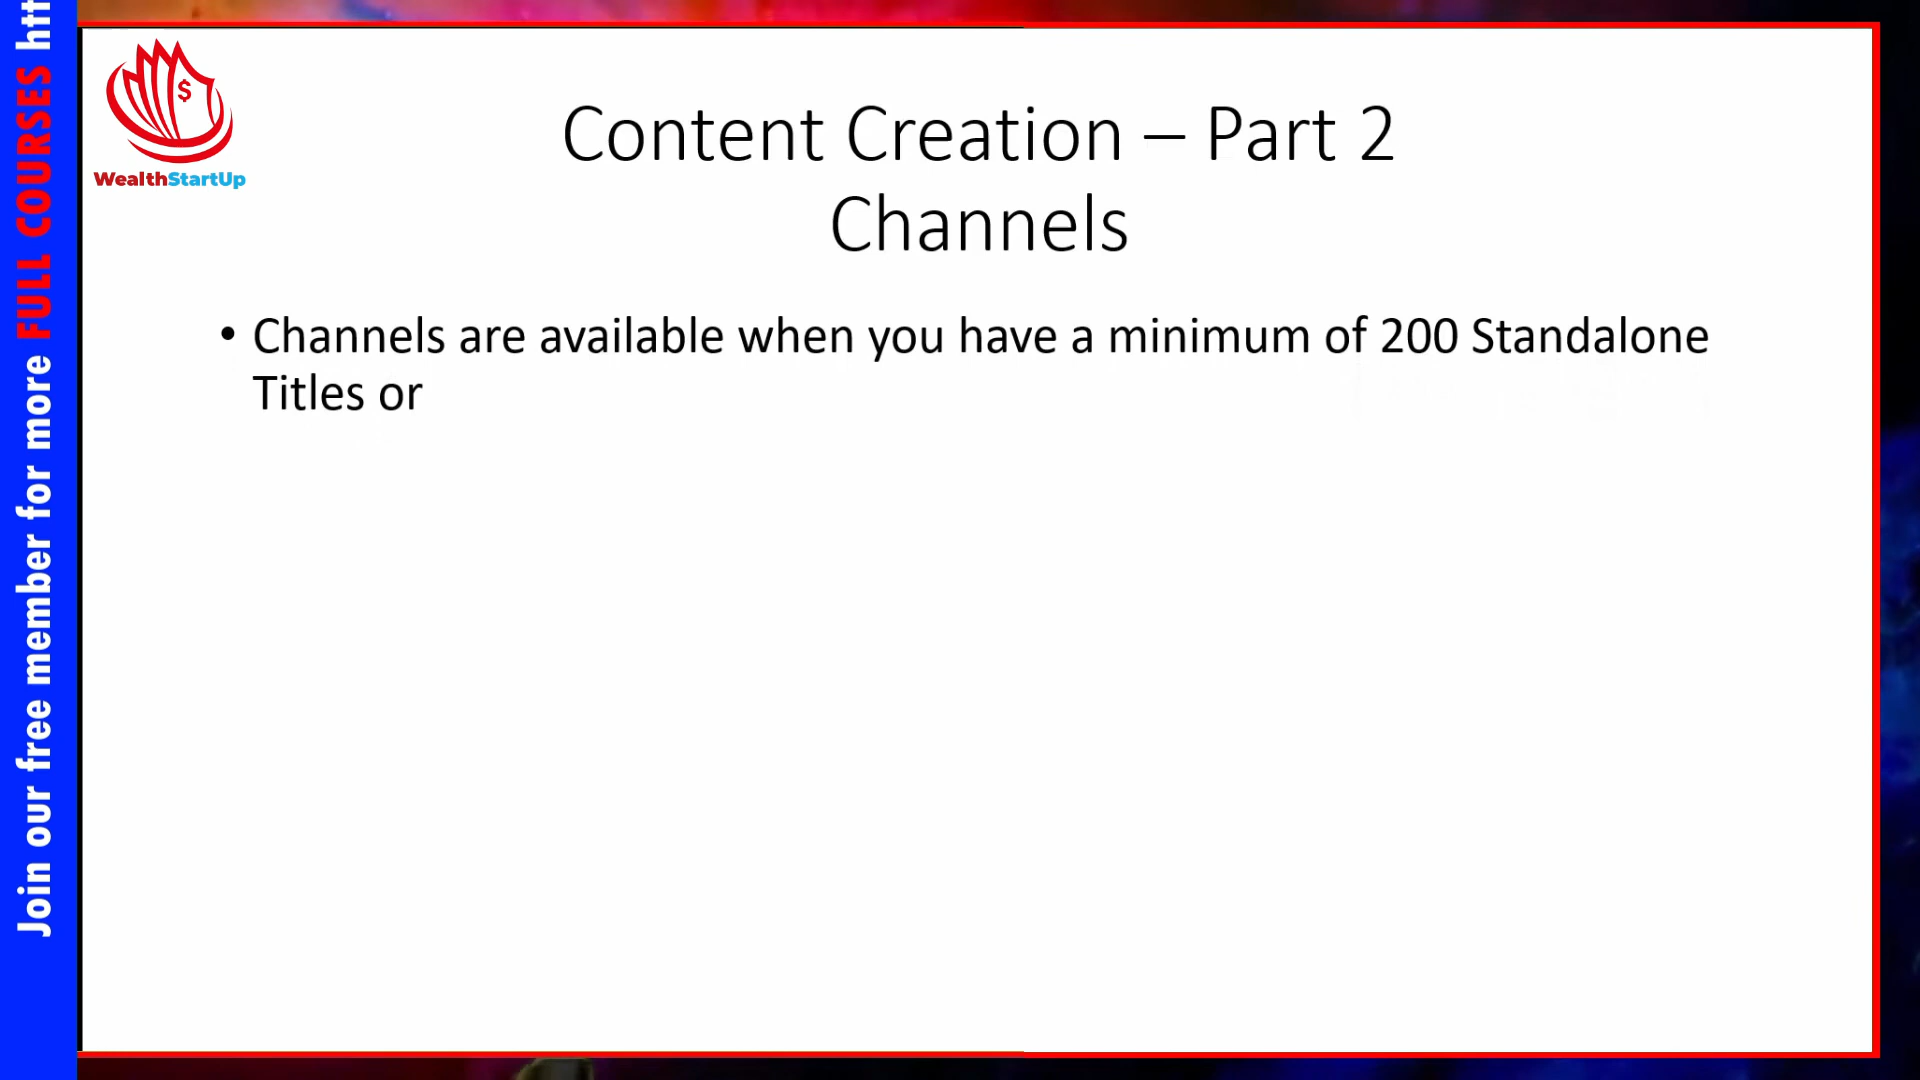 WealthStartUp
Content Creation – Part 2
Channels
• Channels are available when you have a minimum of 200 Standalone
Titles or
Join our free member for more FULL COURSES htt